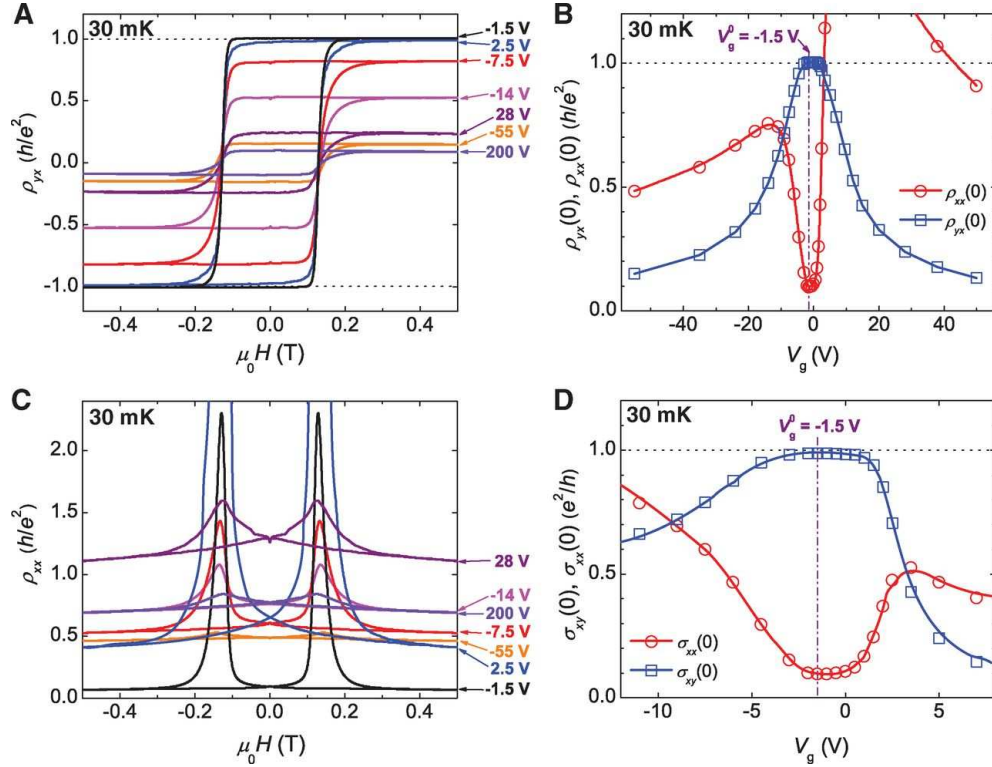 A
30 mK
1.0
0.5
0.0
-0.5
-1.0
ρyx (h/e²)
-0.4 -0.2 0.0 0.2 0.4
μ0H (T)
-1.5 V
2.5 V
-7.5 V
-14 V
28 V
-55 V
200 V
B
30 mK
Vg⁰ = -1.5 V
1.0
0.5
0.0
ρyx(0), ρxx(0) (h/e²)
ρxx(0)
ρyx(0)
-40 -20 0 20 40
Vg (V)
C
30 mK
2.0
1.5
1.0
0.5
0.0
ρxx (h/e²)
-0.4 -0.2 0.0 0.2 0.4
μ0H (T)
28 V
-14 V
200 V
-7.5 V
-55 V
2.5 V
-1.5 V
D
30 mK
Vg⁰ = -1.5 V
1.0
0.5
0.0
σxy(0), σxx(0) (e²/h)
σxx(0)
σxy(0)
-10 -5 0 5
Vg (V)